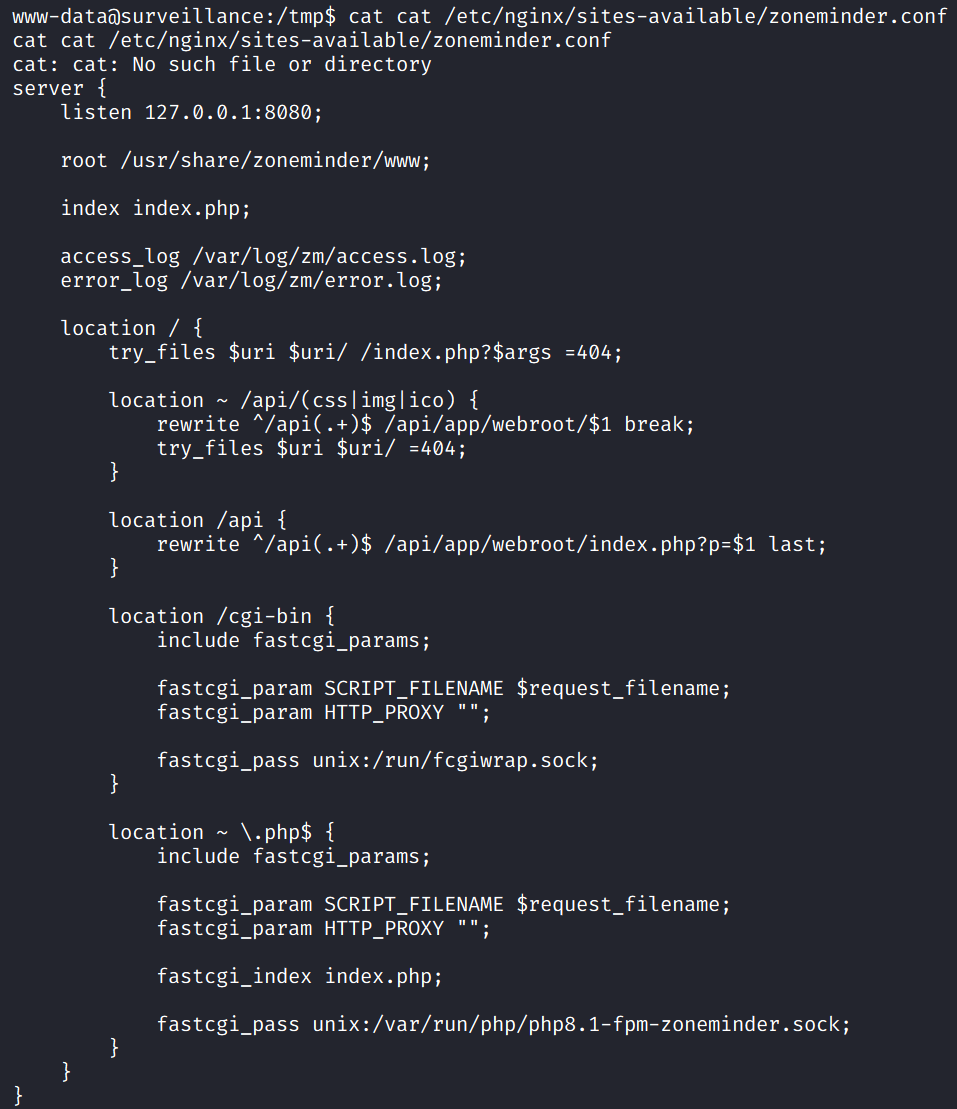 www-data@surveillance:/tmp$ cat cat /etc/nginx/sites-available/zoneminder.conf
cat cat /etc/nginx/sites-available/zoneminder.conf
cat: cat: No such file or directory
server {
    listen 127.0.0.1:8080;

    root /usr/share/zoneminder/www;

    index index.php;

    access_log /var/log/zm/access.log;
    error_log /var/log/zm/error.log;

    location / {
        try_files $uri $uri/ /index.php?$args =404;

        location ~ /api/(css|img|ico) {
            rewrite ^/api(.+)$ /api/app/webroot/$1 break;
            try_files $uri $uri/ =404;
        }

        location /api {
            rewrite ^/api(.+)$ /api/app/webroot/index.php?p=$1 last;
        }

        location /cgi-bin {
            include fastcgi_params;

            fastcgi_param SCRIPT_FILENAME $request_filename;
            fastcgi_param HTTP_PROXY "";

            fastcgi_pass unix:/run/fcgiwrap.sock;
        }

        location ~ \.php$ {
            include fastcgi_params;

            fastcgi_param SCRIPT_FILENAME $request_filename;
            fastcgi_param HTTP_PROXY "";

            fastcgi_index index.php;

            fastcgi_pass unix:/var/run/php/php8.1-fpm-zoneminder.sock;
        }
    }
}